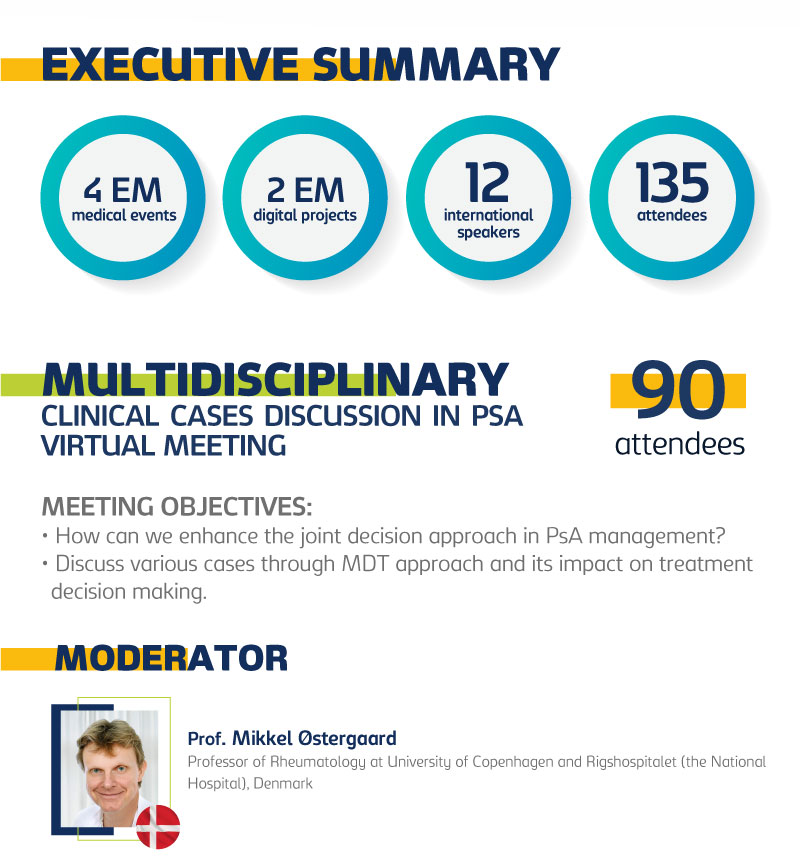 EXECUTIVE SUMMARY
4 EM
medical events
2 EM
digital projects
12
international
speakers
135
attendees
MULTIDISCIPLINARY
CLINICAL CASES DISCUSSION IN PSA
VIRTUAL MEETING
90
attendees
MEETING OBJECTIVES:
• How can we enhance the joint decision approach in PsA management?
• Discuss various cases through MDT approach and its impact on treatment
decision making.
MODERATOR
Prof. Mikkel Østergaard
Professor of Rheumatology at University of Copenhagen and Rigshospitalet (the National
Hospital), Denmark